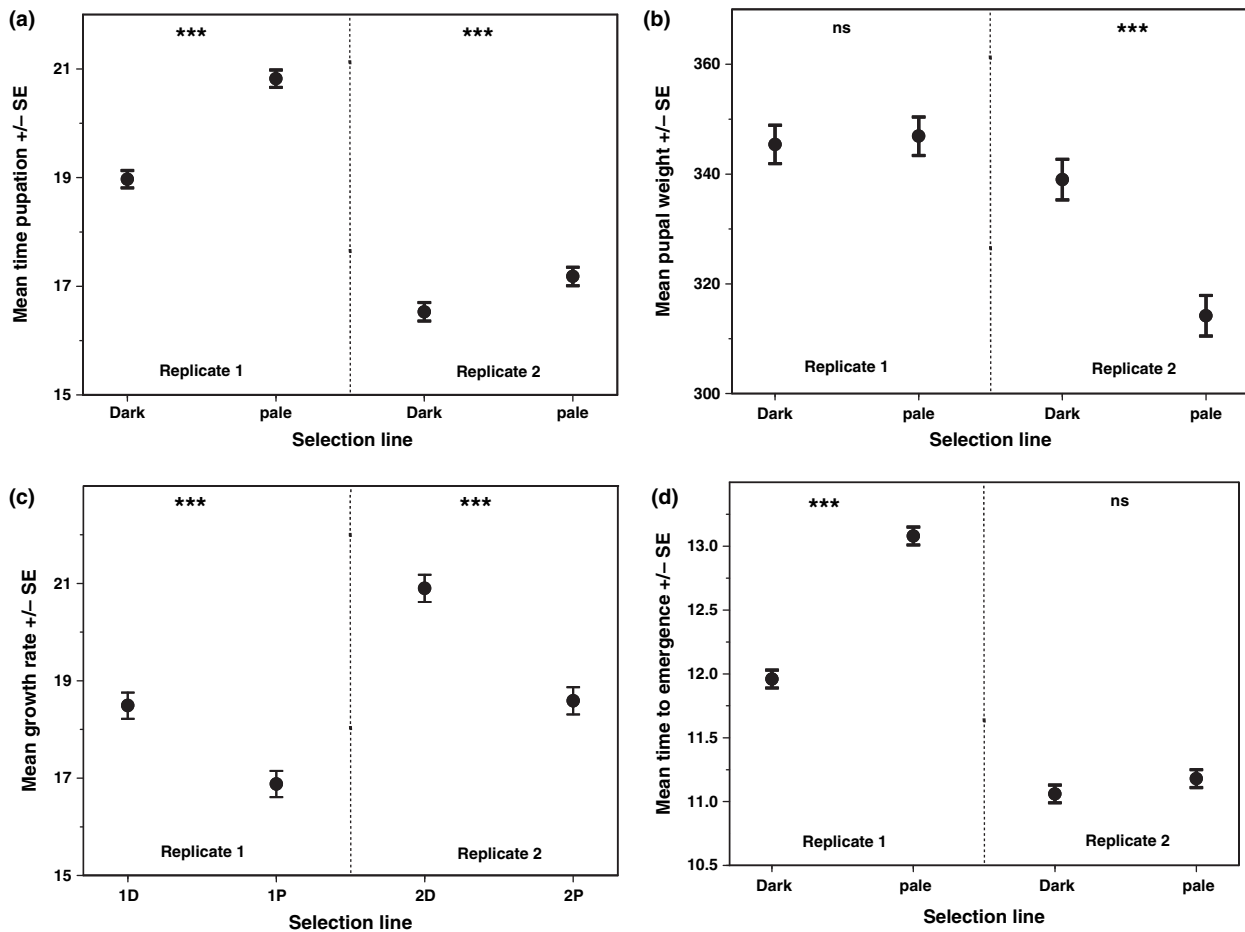 (a)
*** ***
Mean time pupation +/– SE
21
19
17
15
Replicate 1 Replicate 2
Dark pale Dark pale
Selection line
(b)
ns ***
Mean pupal weight +/– SE
360
340
320
300
Replicate 1 Replicate 2
Dark pale Dark pale
Selection line
(c)
*** ***
Mean growth rate +/– SE
21
19
17
15
Replicate 1 Replicate 2
1D 1P 2D 2P
Selection line
(d)
*** ns
Mean time to emergence +/– SE
13.0
12.5
12.0
11.5
11.0
10.5
Replicate 1 Replicate 2
Dark pale Dark pale
Selection line